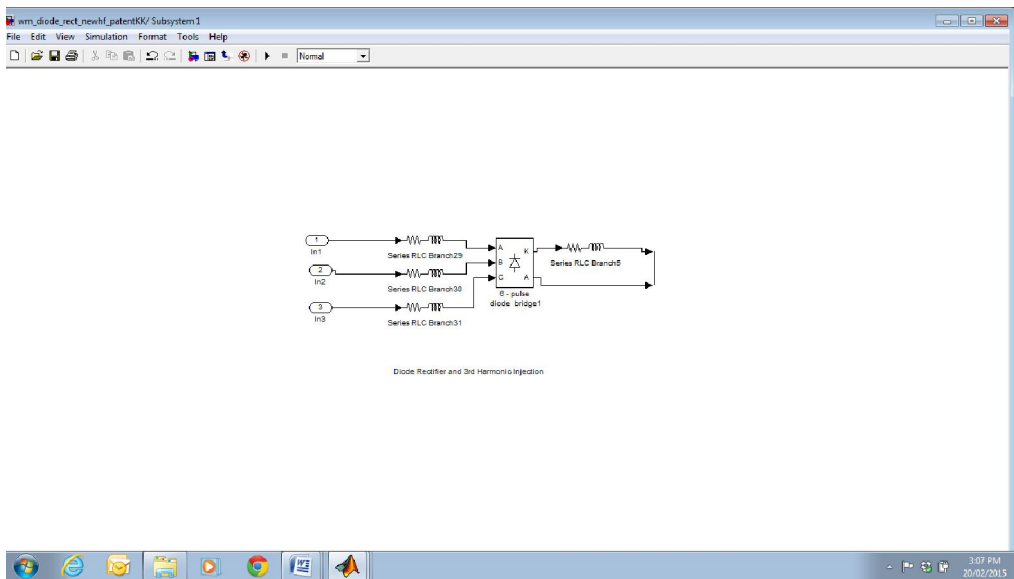 wm_diode_rect_newhf_patentKK/ Subsystem1
File Edit View Simulation Format Tools Help
Normal
1
In1
Series RLC Branch29
2
In2
Series RLC Branch30
3
In3
Series RLC Branch31
A
B
C
K
A
6 - pulse
diode bridge1
Series RLC Branch5
Diode Rectifier and 3rd Harmonic Injection
3:07 PM
20/02/2015